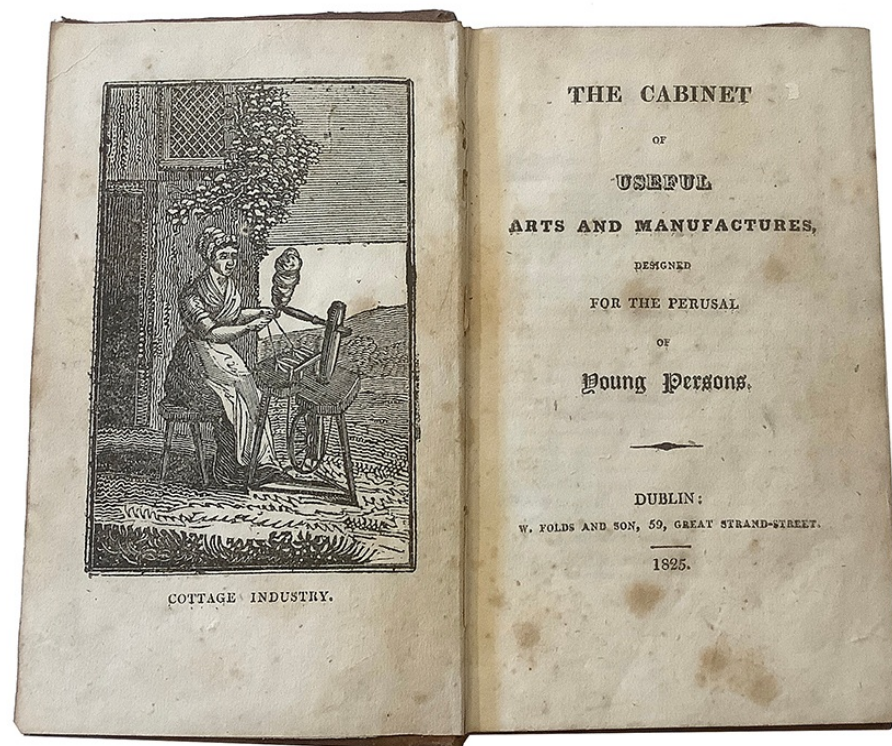 COTTAGE INDUSTRY.
THE CABINET
OF
USEFUL
ARTS AND MANUFACTURES,
DESIGNED
FOR THE PERUSAL
OF
Young Persons.
DUBLIN:
W. FOLDS AND SON, 59, GREAT STRAND-STREET.
1825.